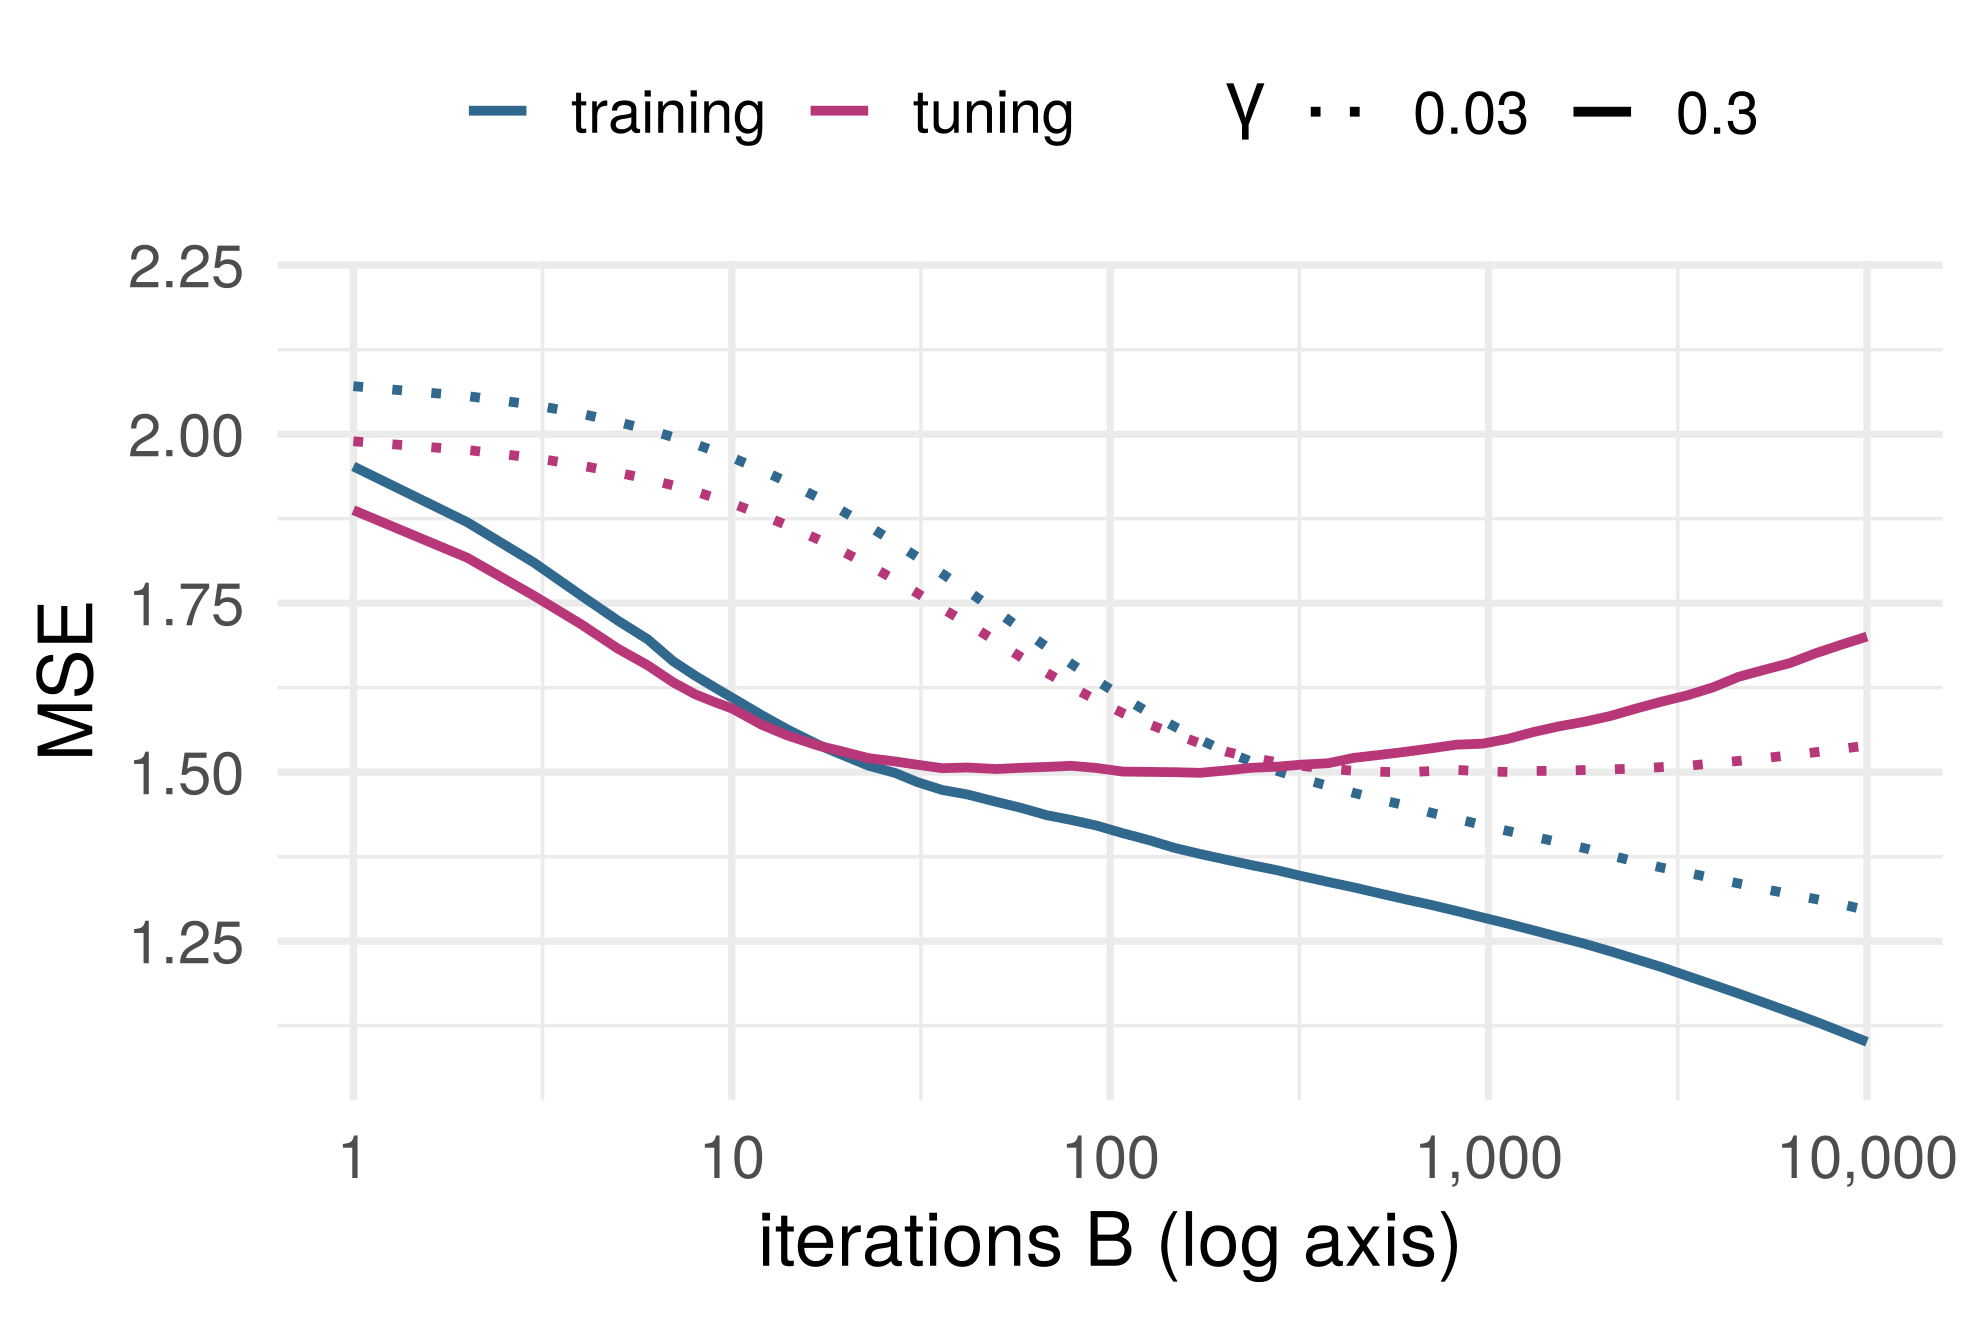 training tuning γ 0.03 0.3
2.25
2.00
1.75
1.50
1.25
MSE
1 10 100 1,000 10,000
iterations B (log axis)